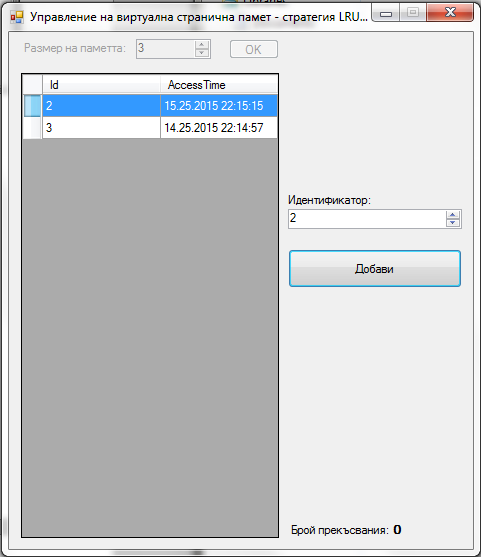 Управление на виртуална странична памет - стратегия LRU...
Размер на паметта: 3 OK
Id AccessTime
2 15.25.2015 22:15:15
3 14.25.2015 22:14:57
Идентификатор:
2
Добави
Брой прекъсвания: 0